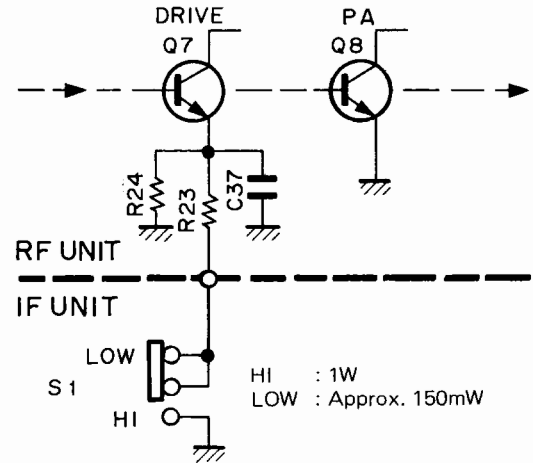 DRIVE PA
Q7 Q8
R24 R23 C37
RF UNIT
IF UNIT
LOW
S1
HI
HI : 1W
LOW : Approx. 150mW